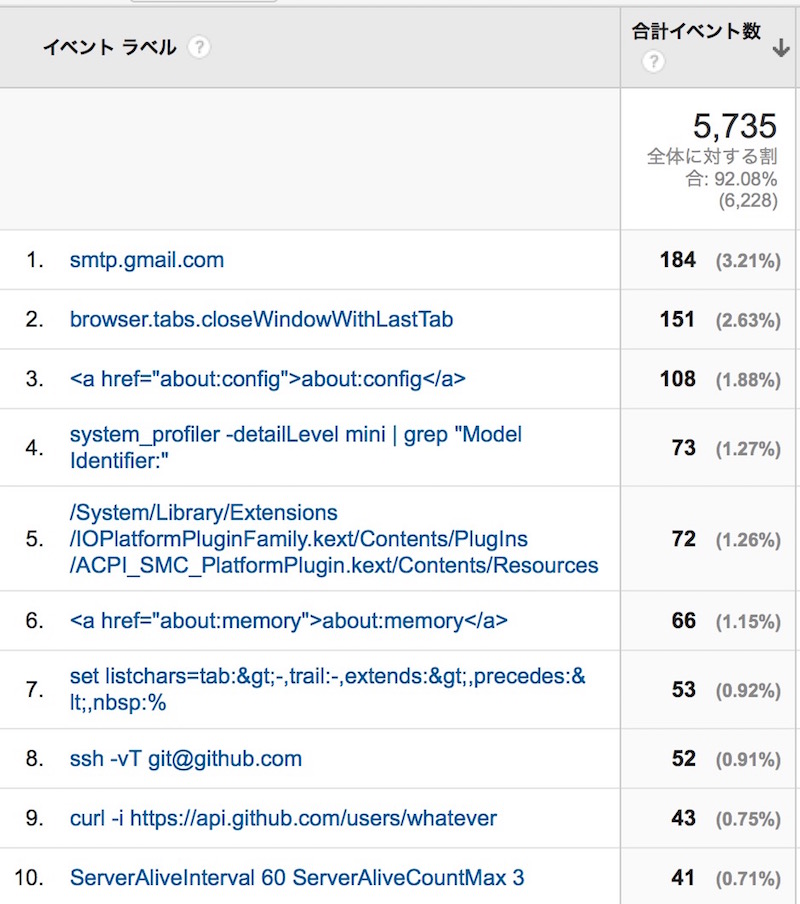 イベント ラベル ?
合計イベント数
?
5,735
全体に対する割
合: 92.08%
(6,228)
1. smtp.gmail.com 184 (3.21%)
2. browser.tabs.closeWindowWithLastTab 151 (2.63%)
3. <a href="about:config">about:config</a> 108 (1.88%)
4. system_profiler -detailLevel mini | grep "Model
Identifier:" 73 (1.27%)
5. /System/Library/Extensions
/IOPlatformPluginFamily.kext/Contents/PlugIns
/ACPI_SMC_PlatformPlugin.kext/Contents/Resources 72 (1.26%)
6. <a href="about:memory">about:memory</a> 66 (1.15%)
7. set listchars=tab:&gt;-,trail:-,extends:&gt;,precedes:&
lt;,nbsp:% 53 (0.92%)
8. ssh -vT git@github.com 52 (0.91%)
9. curl -i https://api.github.com/users/whatever 43 (0.75%)
10. ServerAliveInterval 60 ServerAliveCountMax 3 41 (0.71%)